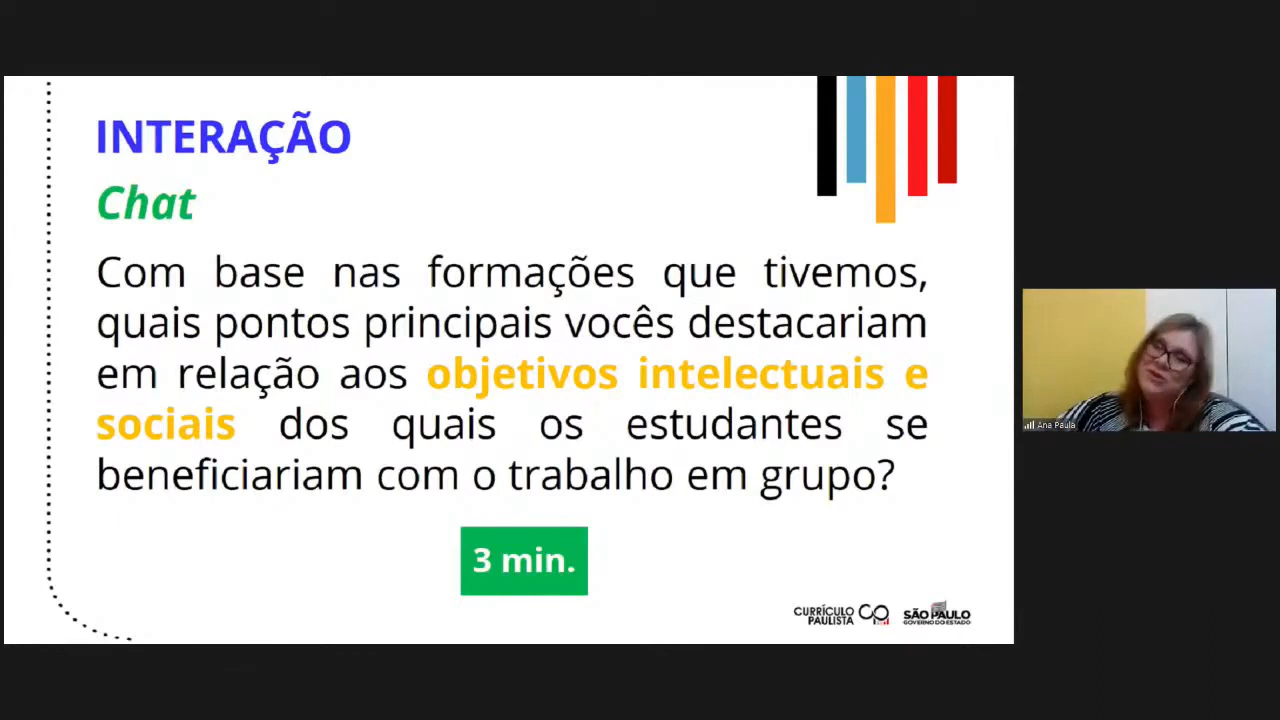 INTERAÇÃO
Chat
Com base nas formações que tivemos,
quais pontos principais vocês destacariam
em relação aos objetivos intelectuais e
sociais dos quais os estudantes se
beneficiariam com o trabalho em grupo?
3 min.
CURRÍCULO
PAULISTA
SÃO PAULO
GOVERNO DO ESTADO
Ana Paula